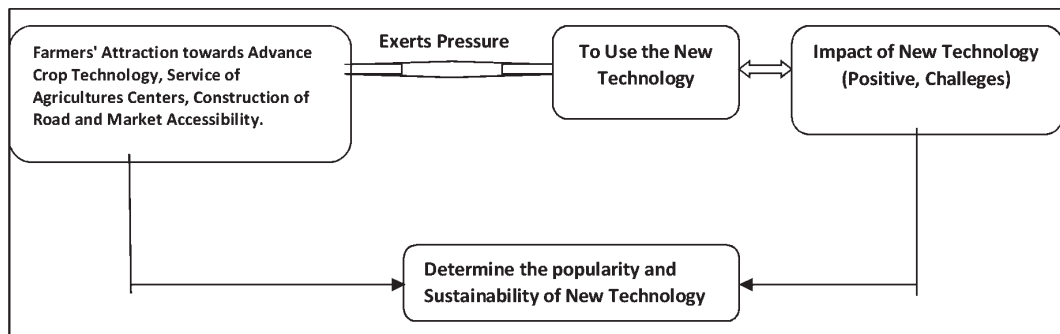 Farmers' Attraction towards Advance
Crop Technology, Service of
Agricultures Centers, Construction of
Road and Market Accessibility.
Exerts Pressure
To Use the New
Technology
Impact of New Technology
(Positive, Challeges)
Determine the popularity and
Sustainability of New Technology